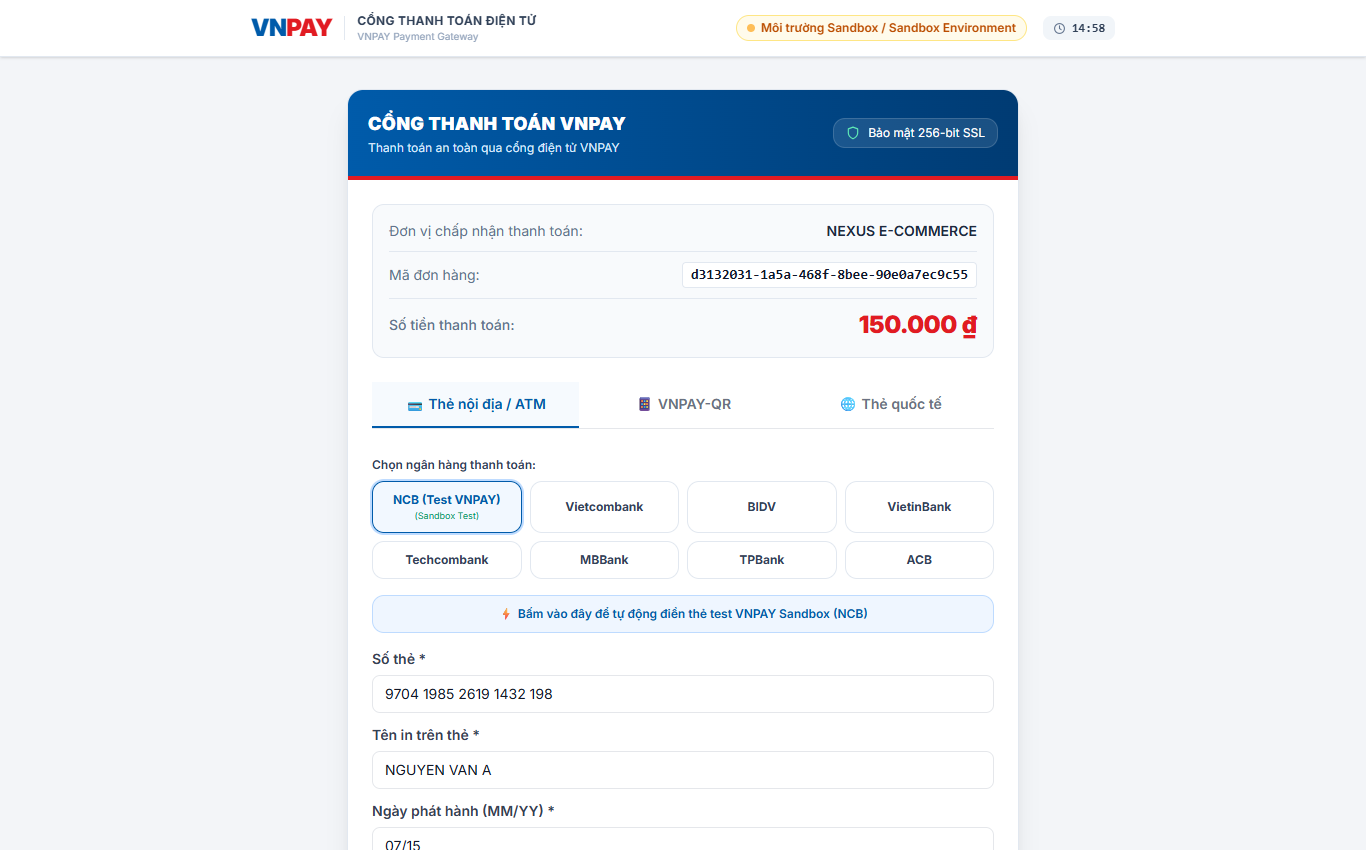 VNPAY
CỔNG THANH TOÁN ĐIỆN TỬ
VNPAY Payment Gateway
Môi trường Sandbox / Sandbox Environment
14:58
CỔNG THANH TOÁN VNPAY
Thanh toán an toàn qua cổng điện tử VNPAY
Bảo mật 256-bit SSL
Đơn vị chấp nhận thanh toán:
NEXUS E-COMMERCE
Mã đơn hàng:
d3132031-1a5a-468f-8bee-90e0a7ec9c55
Số tiền thanh toán:
150.000 ₫
Thẻ nội địa / ATM
VNPAY-QR
Thẻ quốc tế
Chọn ngân hàng thanh toán:
NCB (Test VNPAY)
(Sandbox Test)
Vietcombank
BIDV
VietinBank
Techcombank
MBBank
TPBank
ACB
Bấm vào đây để tự động điền thẻ test VNPAY Sandbox (NCB)
Số thẻ *
9704 1985 2619 1432 198
Tên in trên thẻ *
NGUYEN VAN A
Ngày phát hành (MM/YY) *
07/15